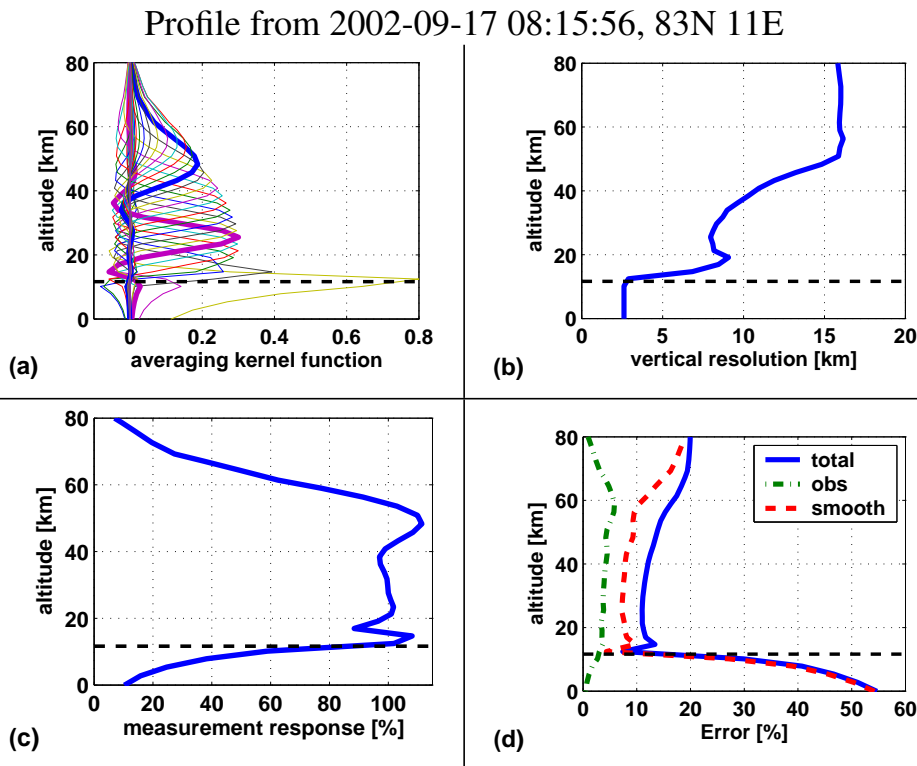 Profile from 2002-09-17 08:15:56, 83N 11E
80
60
40
20
0
altitude [km]
0
0.2
0.4
0.6
0.8
averaging kernel function
(a)
80
60
40
20
0
altitude [km]
0
5
10
15
20
vertical resolution [km]
(b)
80
60
40
20
0
altitude [km]
0
20
40
60
80
100
measurement response [%]
(c)
80
60
40
20
0
altitude [km]
total
obs
smooth
0
10
20
30
40
50
60
Error [%]
(d)